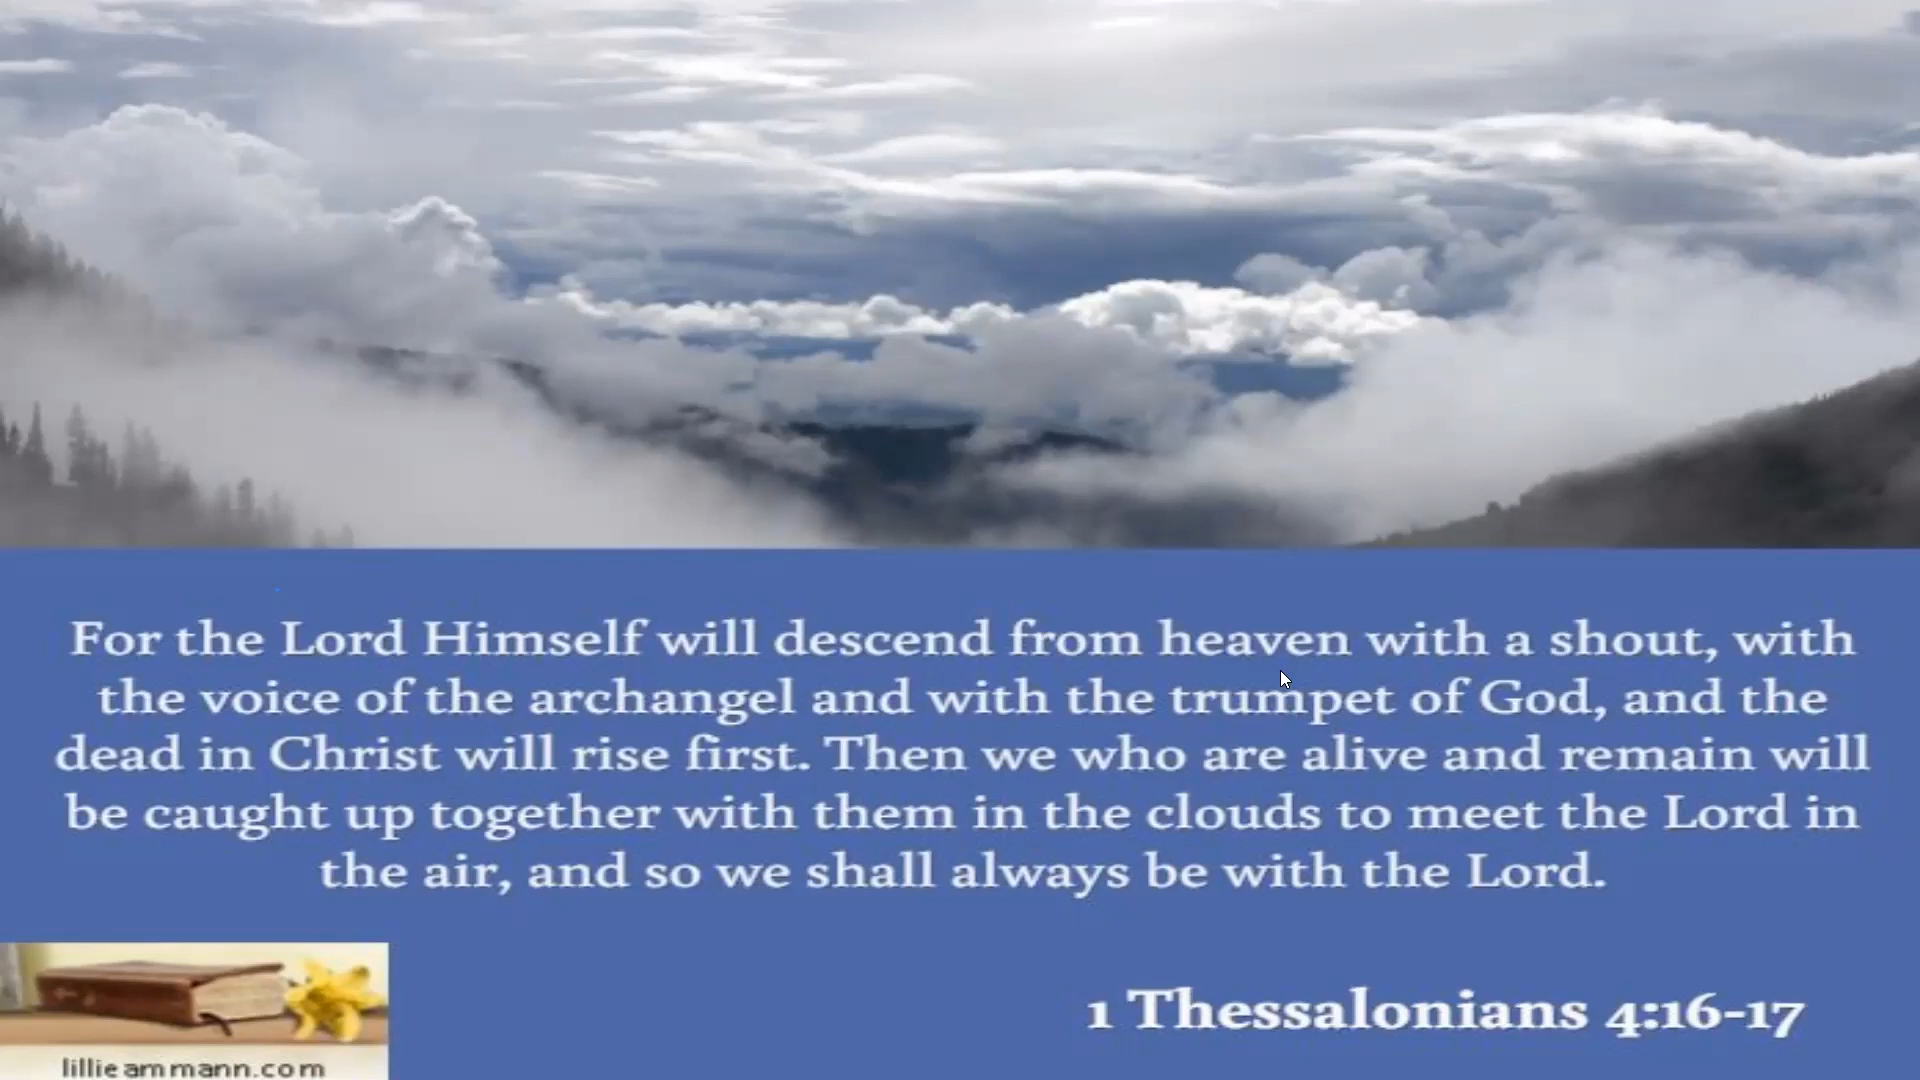 For the Lord Himself will descend from heaven with a shout, with
the voice of the archangel and with the trumpet of God, and the
dead in Christ will rise first. Then we who are alive and remain will
be caught up together with them in the clouds to meet the Lord in
the air, and so we shall always be with the Lord.
1 Thessalonians 4:16-17
lillieammann.com